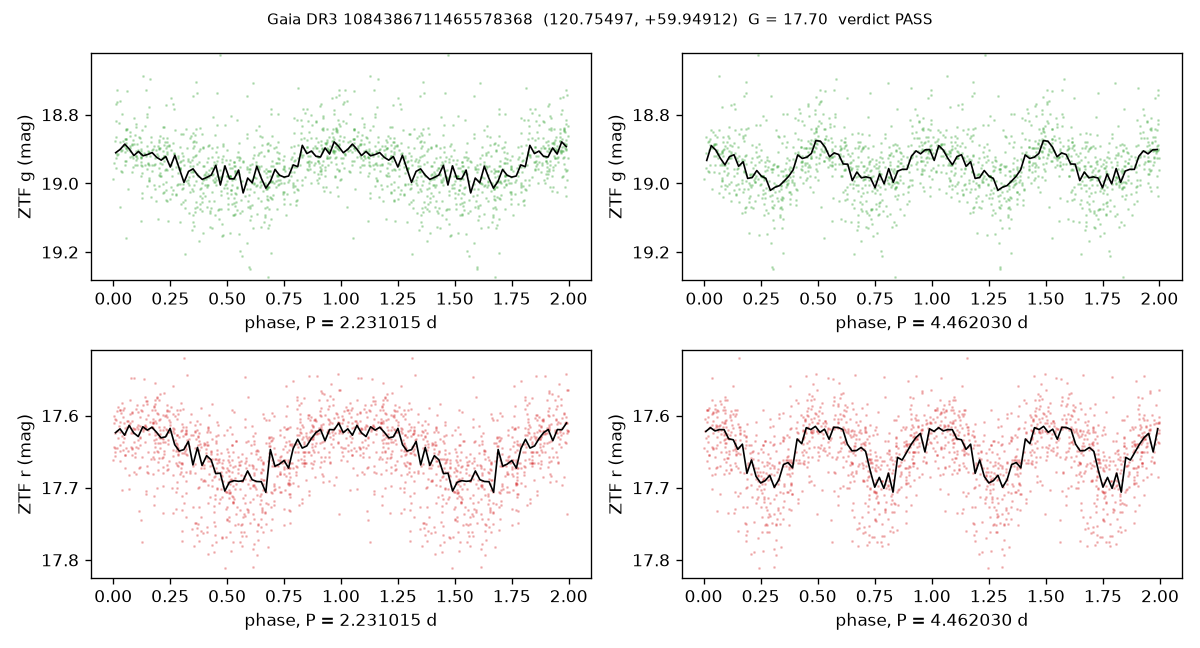 Gaia DR3 1084386711465578368 (120.75497, +59.94912) G = 17.70 verdict PASS
ZTF g (mag)
18.8
19.0
19.2
0.00 0.25 0.50 0.75 1.00 1.25 1.50 1.75 2.00
phase, P = 2.231015 d
ZTF g (mag)
18.8
19.0
19.2
0.00 0.25 0.50 0.75 1.00 1.25 1.50 1.75 2.00
phase, P = 4.462030 d
ZTF r (mag)
17.6
17.7
17.8
0.00 0.25 0.50 0.75 1.00 1.25 1.50 1.75 2.00
phase, P = 2.231015 d
ZTF r (mag)
17.6
17.7
17.8
0.00 0.25 0.50 0.75 1.00 1.25 1.50 1.75 2.00
phase, P = 4.462030 d